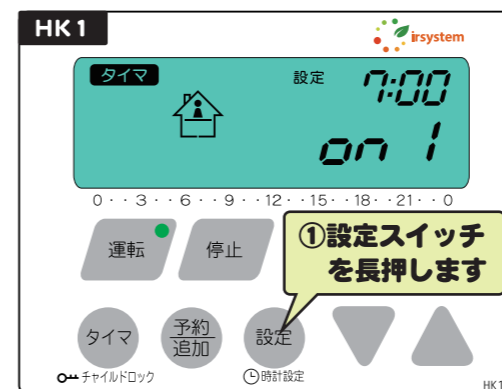 HK1
irsystem
タイマ
設定
7:00
on 1
0・・3・・6・・9・・12・・15・・18・・21・・0
運転
停止
①設定スイッチ
を長押します
タイマ
予約
追加
設定
チャイルドロック
時計設定
HK1